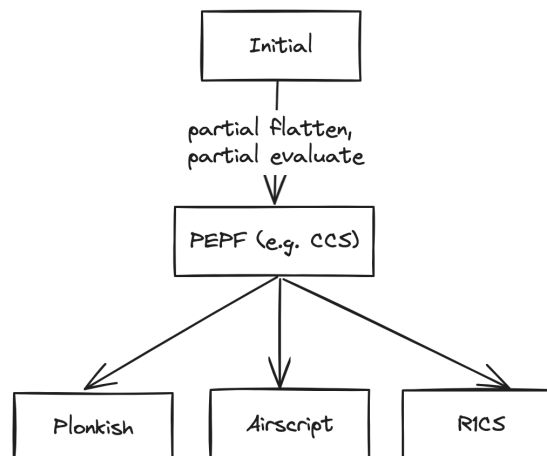 Initial
partial flatten,
partial evaluate
PEPF (e.g. CCS)
Plonkish
Airscript
R1CS